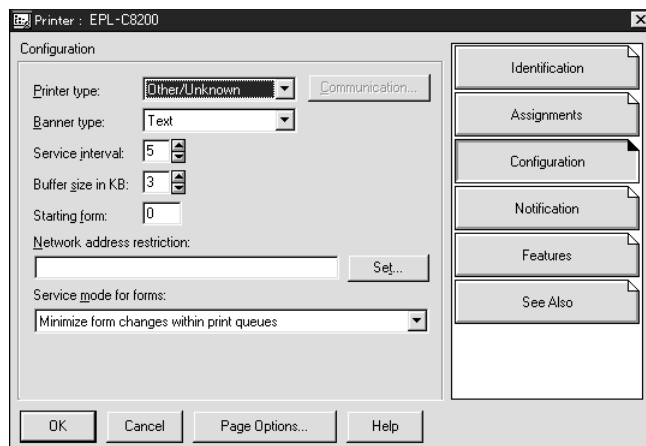 Printer : EPL-C8200
Configuration
Printer type: Other/Unknown Communication...
Banner type: Text
Service interval: 5
Buffer size in KB: 3
Starting form: 0
Network address restriction:
Set...
Service mode for forms:
Minimize form changes within print queues
Identification
Assignments
Configuration
Notification
Features
See Also
OK Cancel Page Options... Help